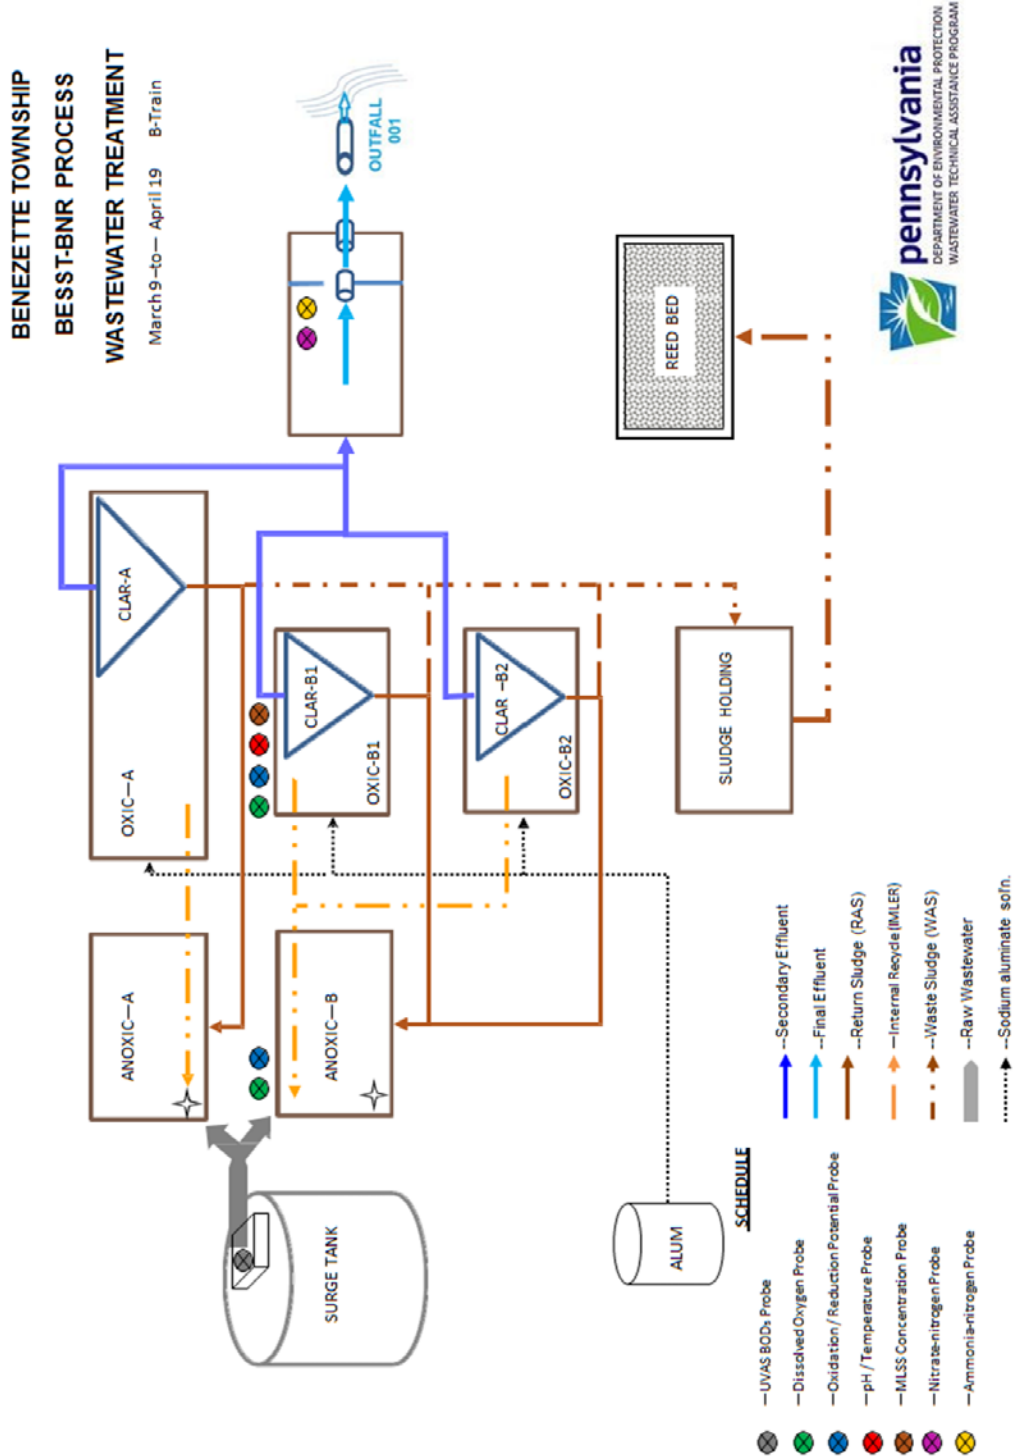 BENEZETTE TOWNSHIP
BESST-BNR PROCESS
WASTEWATER TREATMENT
March 9 –to— April 19 B-Train
OUTFALL
001
CLAR-A
OXIC—A
ANOXIC—A
CLAR-B1
OXIC-B1
ANOXIC—B
CLAR –B2
OXIC-B2
SURGE TANK
REED BED
SLUDGE HOLDING
ALUM
SCHEDULE
—UVAS BOD₅ Probe
—Dissolved Oxygen Probe
—Oxidation / Reduction Potential Probe
—pH / Temperature Probe
—MLSS Concentration Probe
—Nitrate-nitrogen Probe
—Ammonia-nitrogen Probe
--Secondary Effluent
--Final Effluent
--Return Sludge (RAS)
—Internal Recycle (IMLER)
--Waste Sludge (WAS)
--Raw Wastewater
--Sodium aluminate sol'n.
pennsylvania
DEPARTMENT OF ENVIRONMENTAL PROTECTION
WASTEWATER TECHNICAL ASSISTANCE PROGRAM